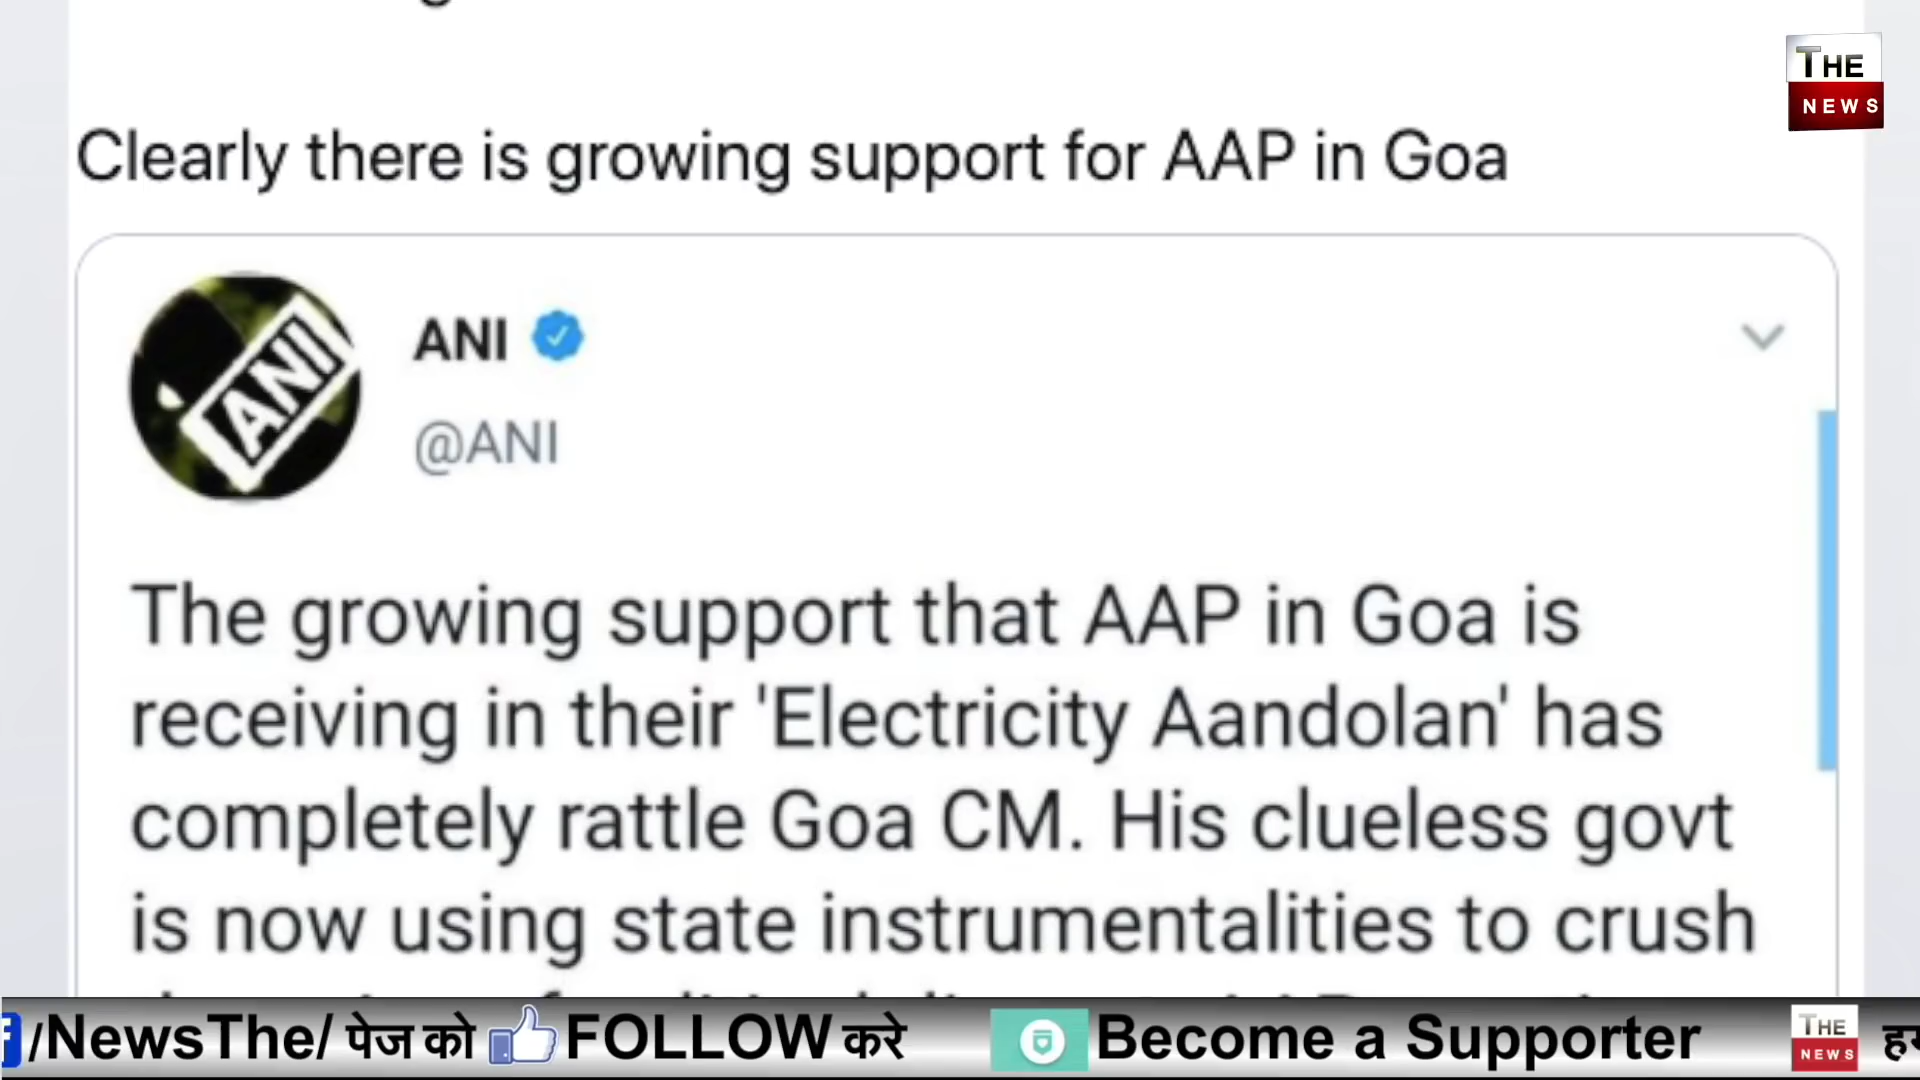 THE
NEWS
Clearly there is growing support for AAP in Goa
ANI
ANI
@ANI
The growing support that AAP in Goa is
receiving in their 'Electricity Aandolan' has
completely rattle Goa CM. His clueless govt
is now using state instrumentalities to crush
/NewsThe/ पेज को FOLLOW करे Become a Supporter THE NEWS